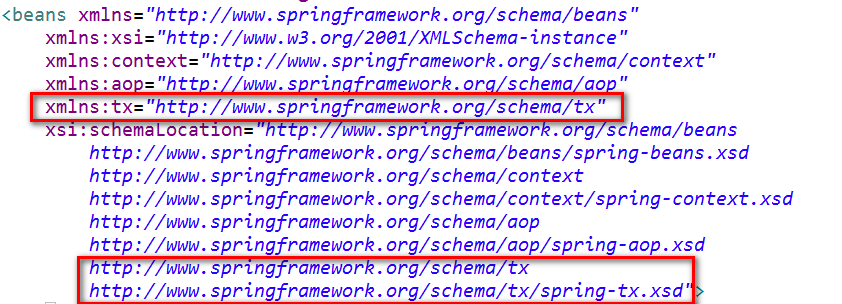 <beans xmlns="http://www.springframework.org/schema/beans"
xmlns:xsi="http://www.w3.org/2001/XMLSchema-instance"
xmlns:context="http://www.springframework.org/schema/context"
xmlns:aop="http://www.springframework.org/schema/aop"
xmlns:tx="http://www.springframework.org/schema/tx"
xsi:schemaLocation="http://www.springframework.org/schema/beans
http://www.springframework.org/schema/beans/spring-beans.xsd
http://www.springframework.org/schema/context
http://www.springframework.org/schema/context/spring-context.xsd
http://www.springframework.org/schema/aop
http://www.springframework.org/schema/aop/spring-aop.xsd
http://www.springframework.org/schema/tx
http://www.springframework.org/schema/tx/spring-tx.xsd">